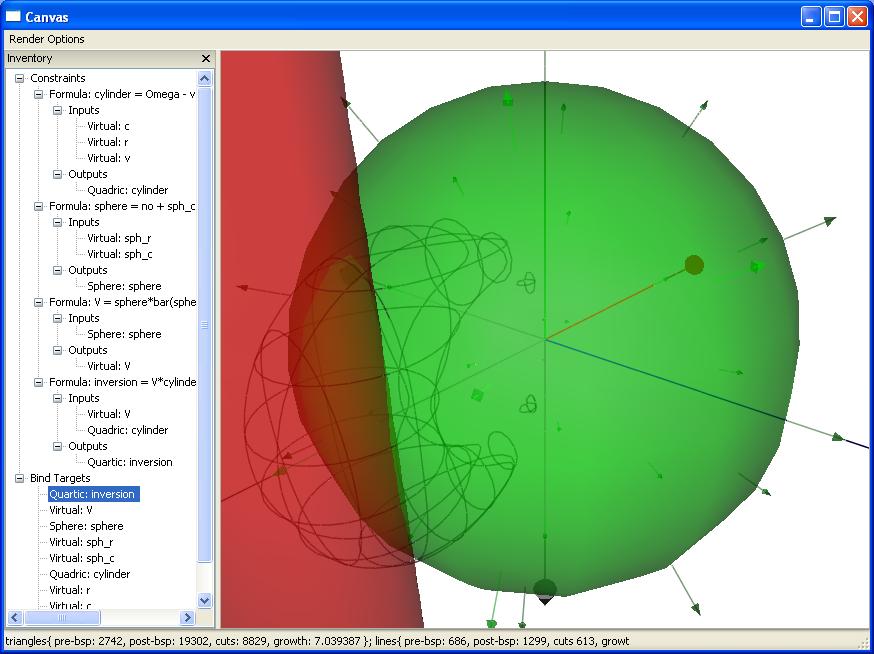 Canvas
Render Options
Inventory
Constraints
Formula: cylinder = Omega - v
Inputs
Virtual: c
Virtual: r
Virtual: v
Outputs
Quadric: cylinder
Formula: sphere = no + sph_c
Inputs
Virtual: sph_r
Virtual: sph_c
Outputs
Sphere: sphere
Formula: V = sphere*bar(sphe
Inputs
Sphere: sphere
Outputs
Virtual: V
Formula: inversion = V*cylinde
Inputs
Virtual: V
Quadric: cylinder
Outputs
Quartic: inversion
Bind Targets
Quartic: inversion
Virtual: V
Sphere: sphere
Virtual: sph_r
Virtual: sph_c
Quadric: cylinder
Virtual: r
Virtual: c
triangles{ pre-bsp: 2742, post-bsp: 19302, cuts: 8829, growth: 7.039387 }; lines{ pre-bsp: 686, post-bsp: 1299, cuts 613, growt